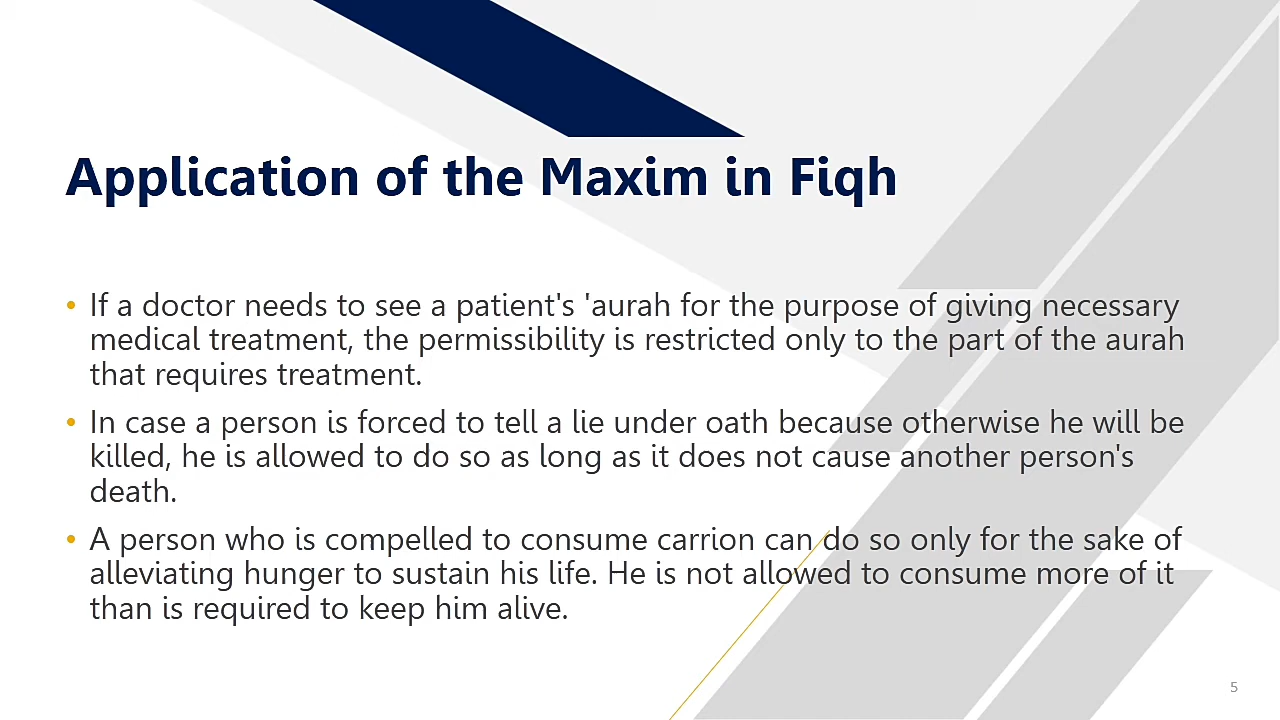 Application of the Maxim in Fiqh
• If a doctor needs to see a patient's 'aurah for the purpose of giving necessary
medical treatment, the permissibility is restricted only to the part of the aurah
that requires treatment.
• In case a person is forced to tell a lie under oath because otherwise he will be
killed, he is allowed to do so as long as it does not cause another person's
death.
• A person who is compelled to consume carrion can do so only for the sake of
alleviating hunger to sustain his life. He is not allowed to consume more of it
than is required to keep him alive.
5